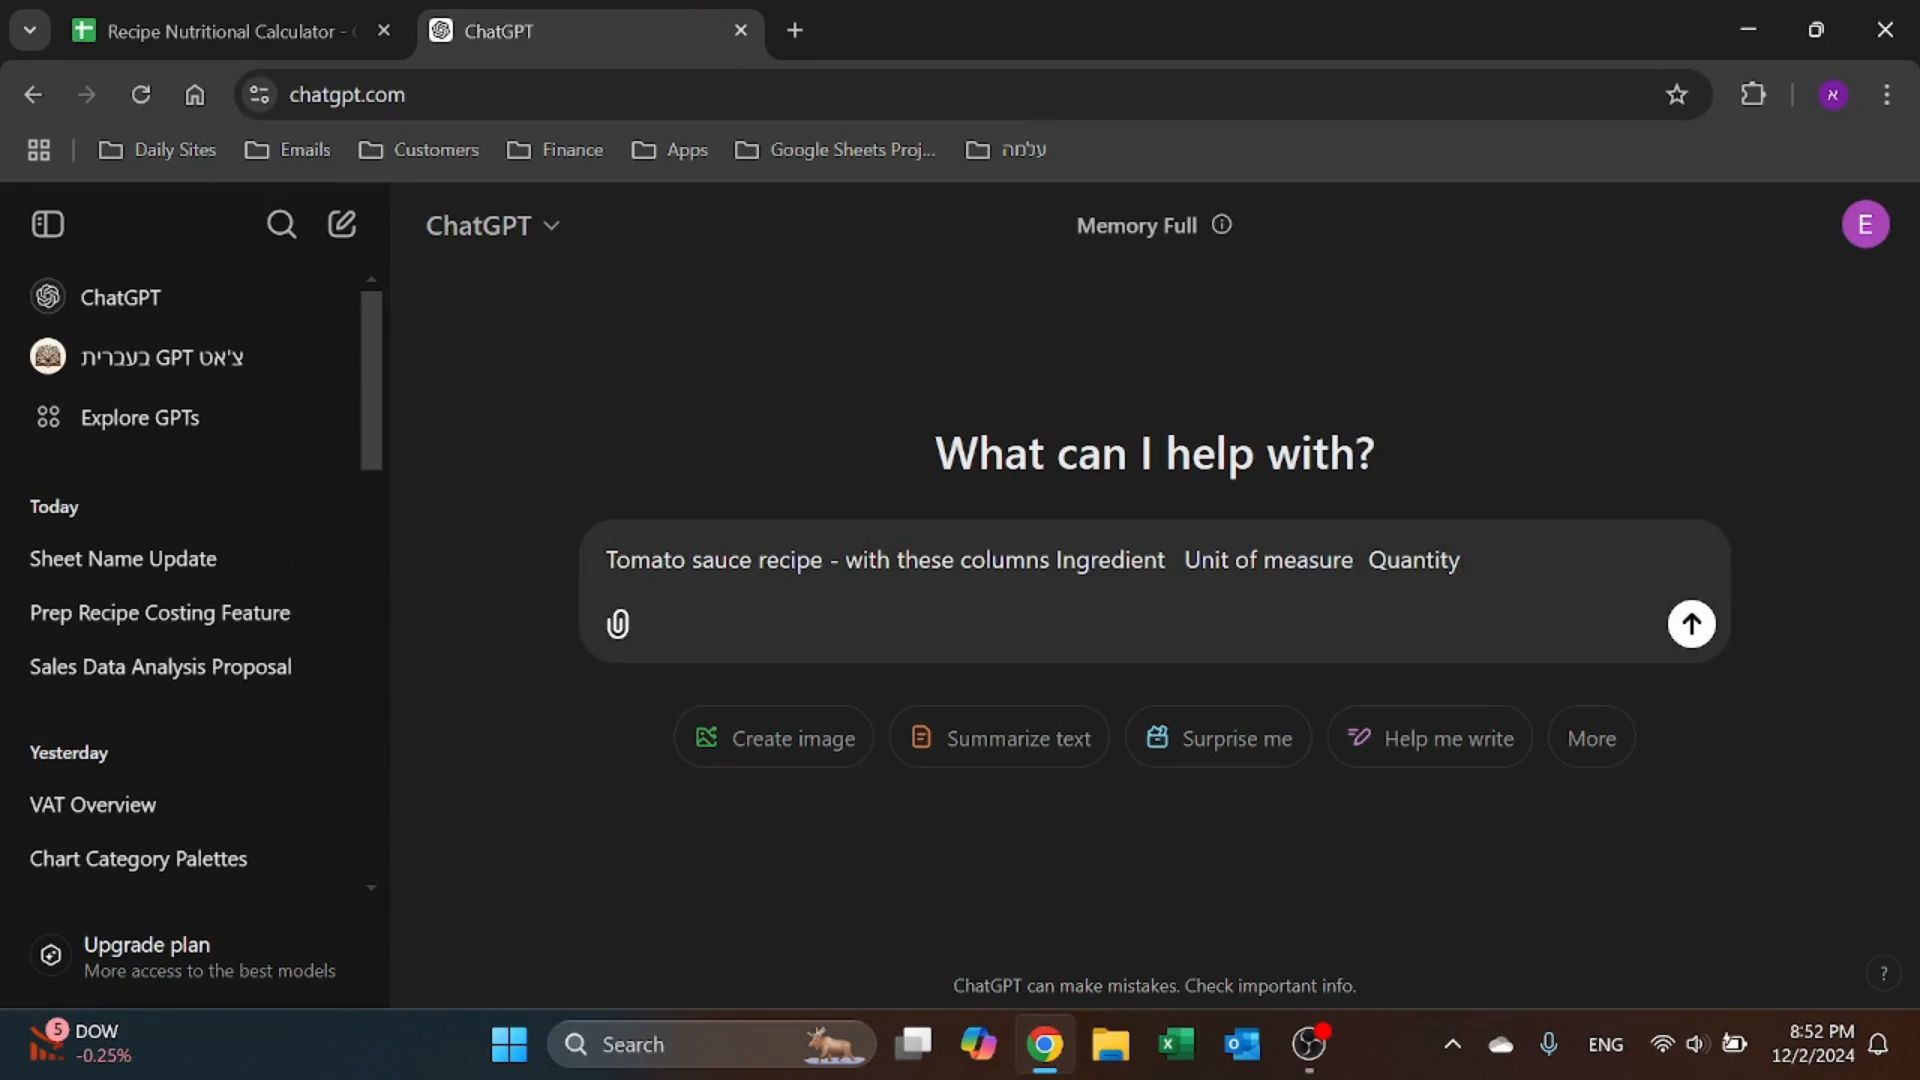 Recipe Nutritional Calculator -
ChatGPT
chatgpt.com
א
Daily Sites
Emails
Customers
Finance
Apps
Google Sheets Proj...
עלמה
ChatGPT
Memory Full
E
ChatGPT
צ'אט GPT בעברית
Explore GPTs
What can I help with?
Today
Sheet Name Update
Tomato sauce recipe - with these columns Ingredient Unit of measure Quantity
Prep Recipe Costing Feature
Sales Data Analysis Proposal
Create image
Summarize text
Surprise me
Help me write
More
Yesterday
VAT Overview
Chart Category Palettes
Upgrade plan
More access to the best models
ChatGPT can make mistakes. Check important info.
?
5
DOW
-0.25%
Search
ENG
8:52 PM
12/2/2024